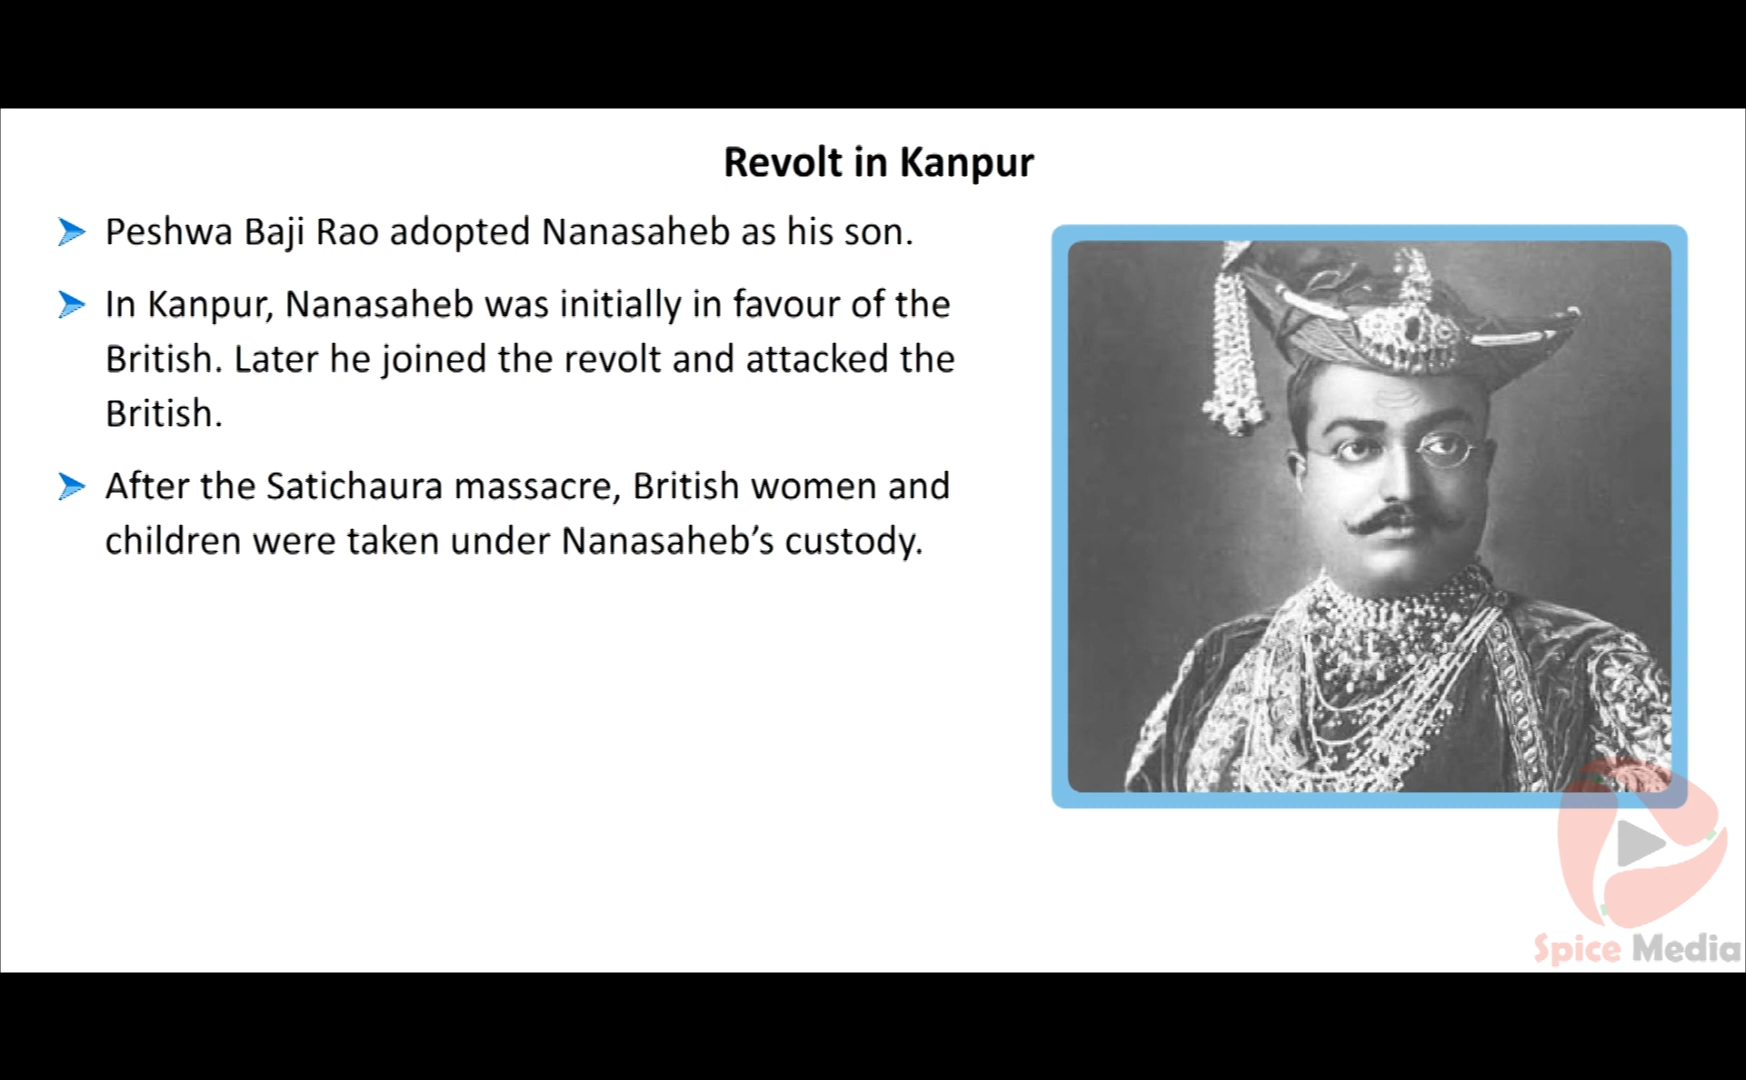 Revolt in Kanpur
Peshwa Baji Rao adopted Nanasaheb as his son.
In Kanpur, Nanasaheb was initially in favour of the
British. Later he joined the revolt and attacked the
British.
After the Satichaura massacre, British women and
children were taken under Nanasaheb’s custody.
Spice Media